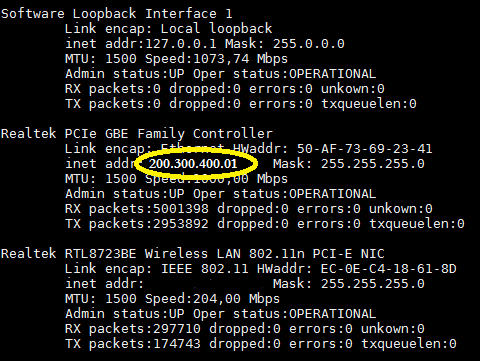 Software Loopback Interface 1
Link encap: Local loopback
inet addr:127.0.0.1 Mask: 255.0.0.0
MTU: 1500 Speed:1073,74 Mbps
Admin status:UP Oper status:OPERATIONAL
RX packets:0 dropped:0 errors:0 unkown:0
TX packets:0 dropped:0 errors:0 txqueuelen:0
Realtek PCIe GBE Family Controller
Link encap: Ethernet HWaddr: 50-AF-73-69-23-41
inet addr 200.300.400.01 Mask: 255.255.255.0
MTU: 1500 Speed:1000,00 Mbps
Admin status:UP Oper status:OPERATIONAL
RX packets:5001398 dropped:0 errors:0 unkown:0
TX packets:2953892 dropped:0 errors:0 txqueuelen:0
Realtek RTL8723BE Wireless LAN 802.11n PCI-E NIC
Link encap: IEEE 802.11 HWaddr: EC-0E-C4-18-61-8D
inet addr: Mask: 255.255.255.0
MTU: 1500 Speed:204,00 Mbps
Admin status:UP Oper status:OPERATIONAL
RX packets:297710 dropped:0 errors:0 unkown:0
TX packets:174743 dropped:0 errors:0 txqueuelen:0